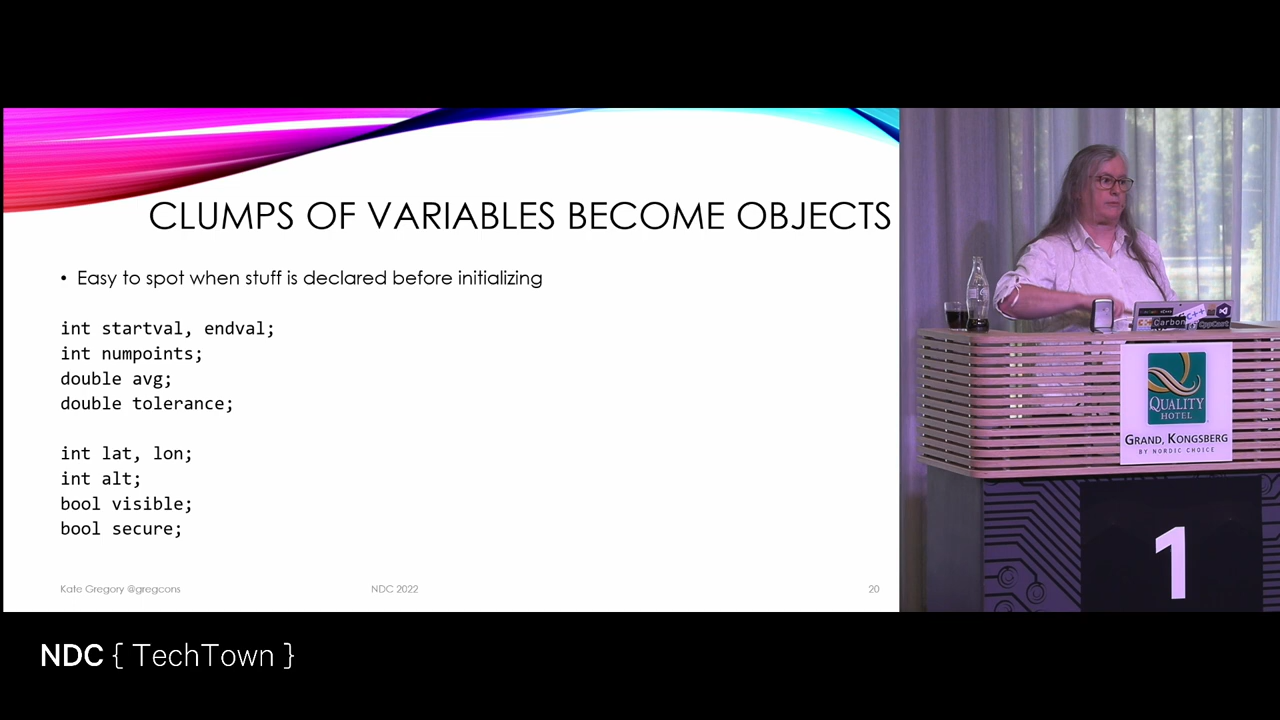 CLUMPS OF VARIABLES BECOME OBJECTS
• Easy to spot when stuff is declared before initializing
int startval, endval;
int numpoints;
double avg;
double tolerance;
int lat, lon;
int alt;
bool visible;
bool secure;
Kate Gregory @gregcons
NDC 2022
20
Carbon
C++
CppCast
QUALITY
HOTEL
GRAND, KONGSBERG
BY NORDIC CHOICE
1
NDC { TechTown }